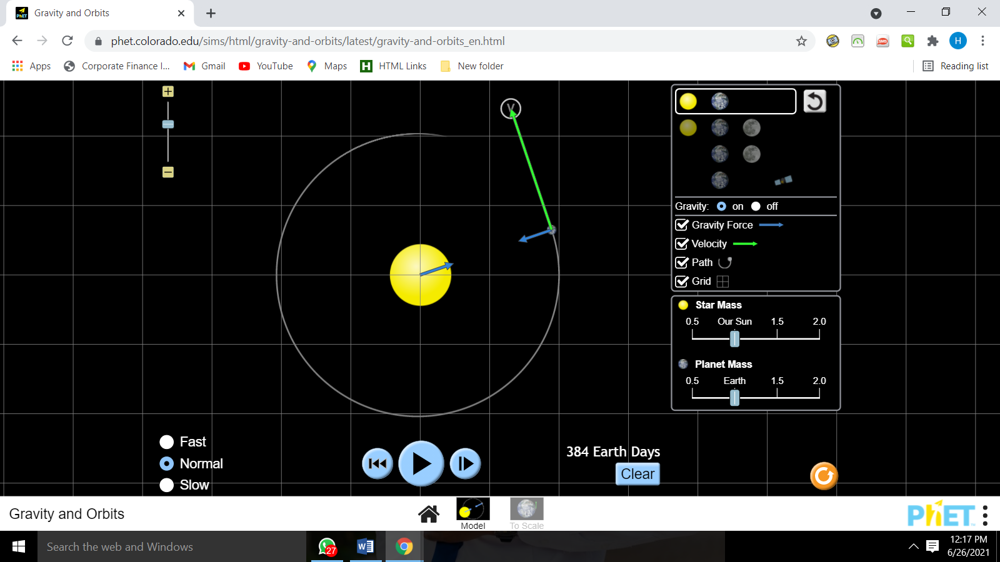 PhET Gravity and Orbits
phet.colorado.edu/sims/html/gravity-and-orbits/latest/gravity-and-orbits_en.html
H
Apps Corporate Finance I... Gmail YouTube Maps H HTML Links New folder Reading list
V
Gravity: on off
Gravity Force
Velocity
Path
Grid
Star Mass
0.5 Our Sun 1.5 2.0
Planet Mass
0.5 Earth 1.5 2.0
Fast
Normal
Slow
384 Earth Days
Clear
Gravity and Orbits
Model
To Scale
PhET
Search the web and Windows
27
W
12:17 PM
6/26/2021